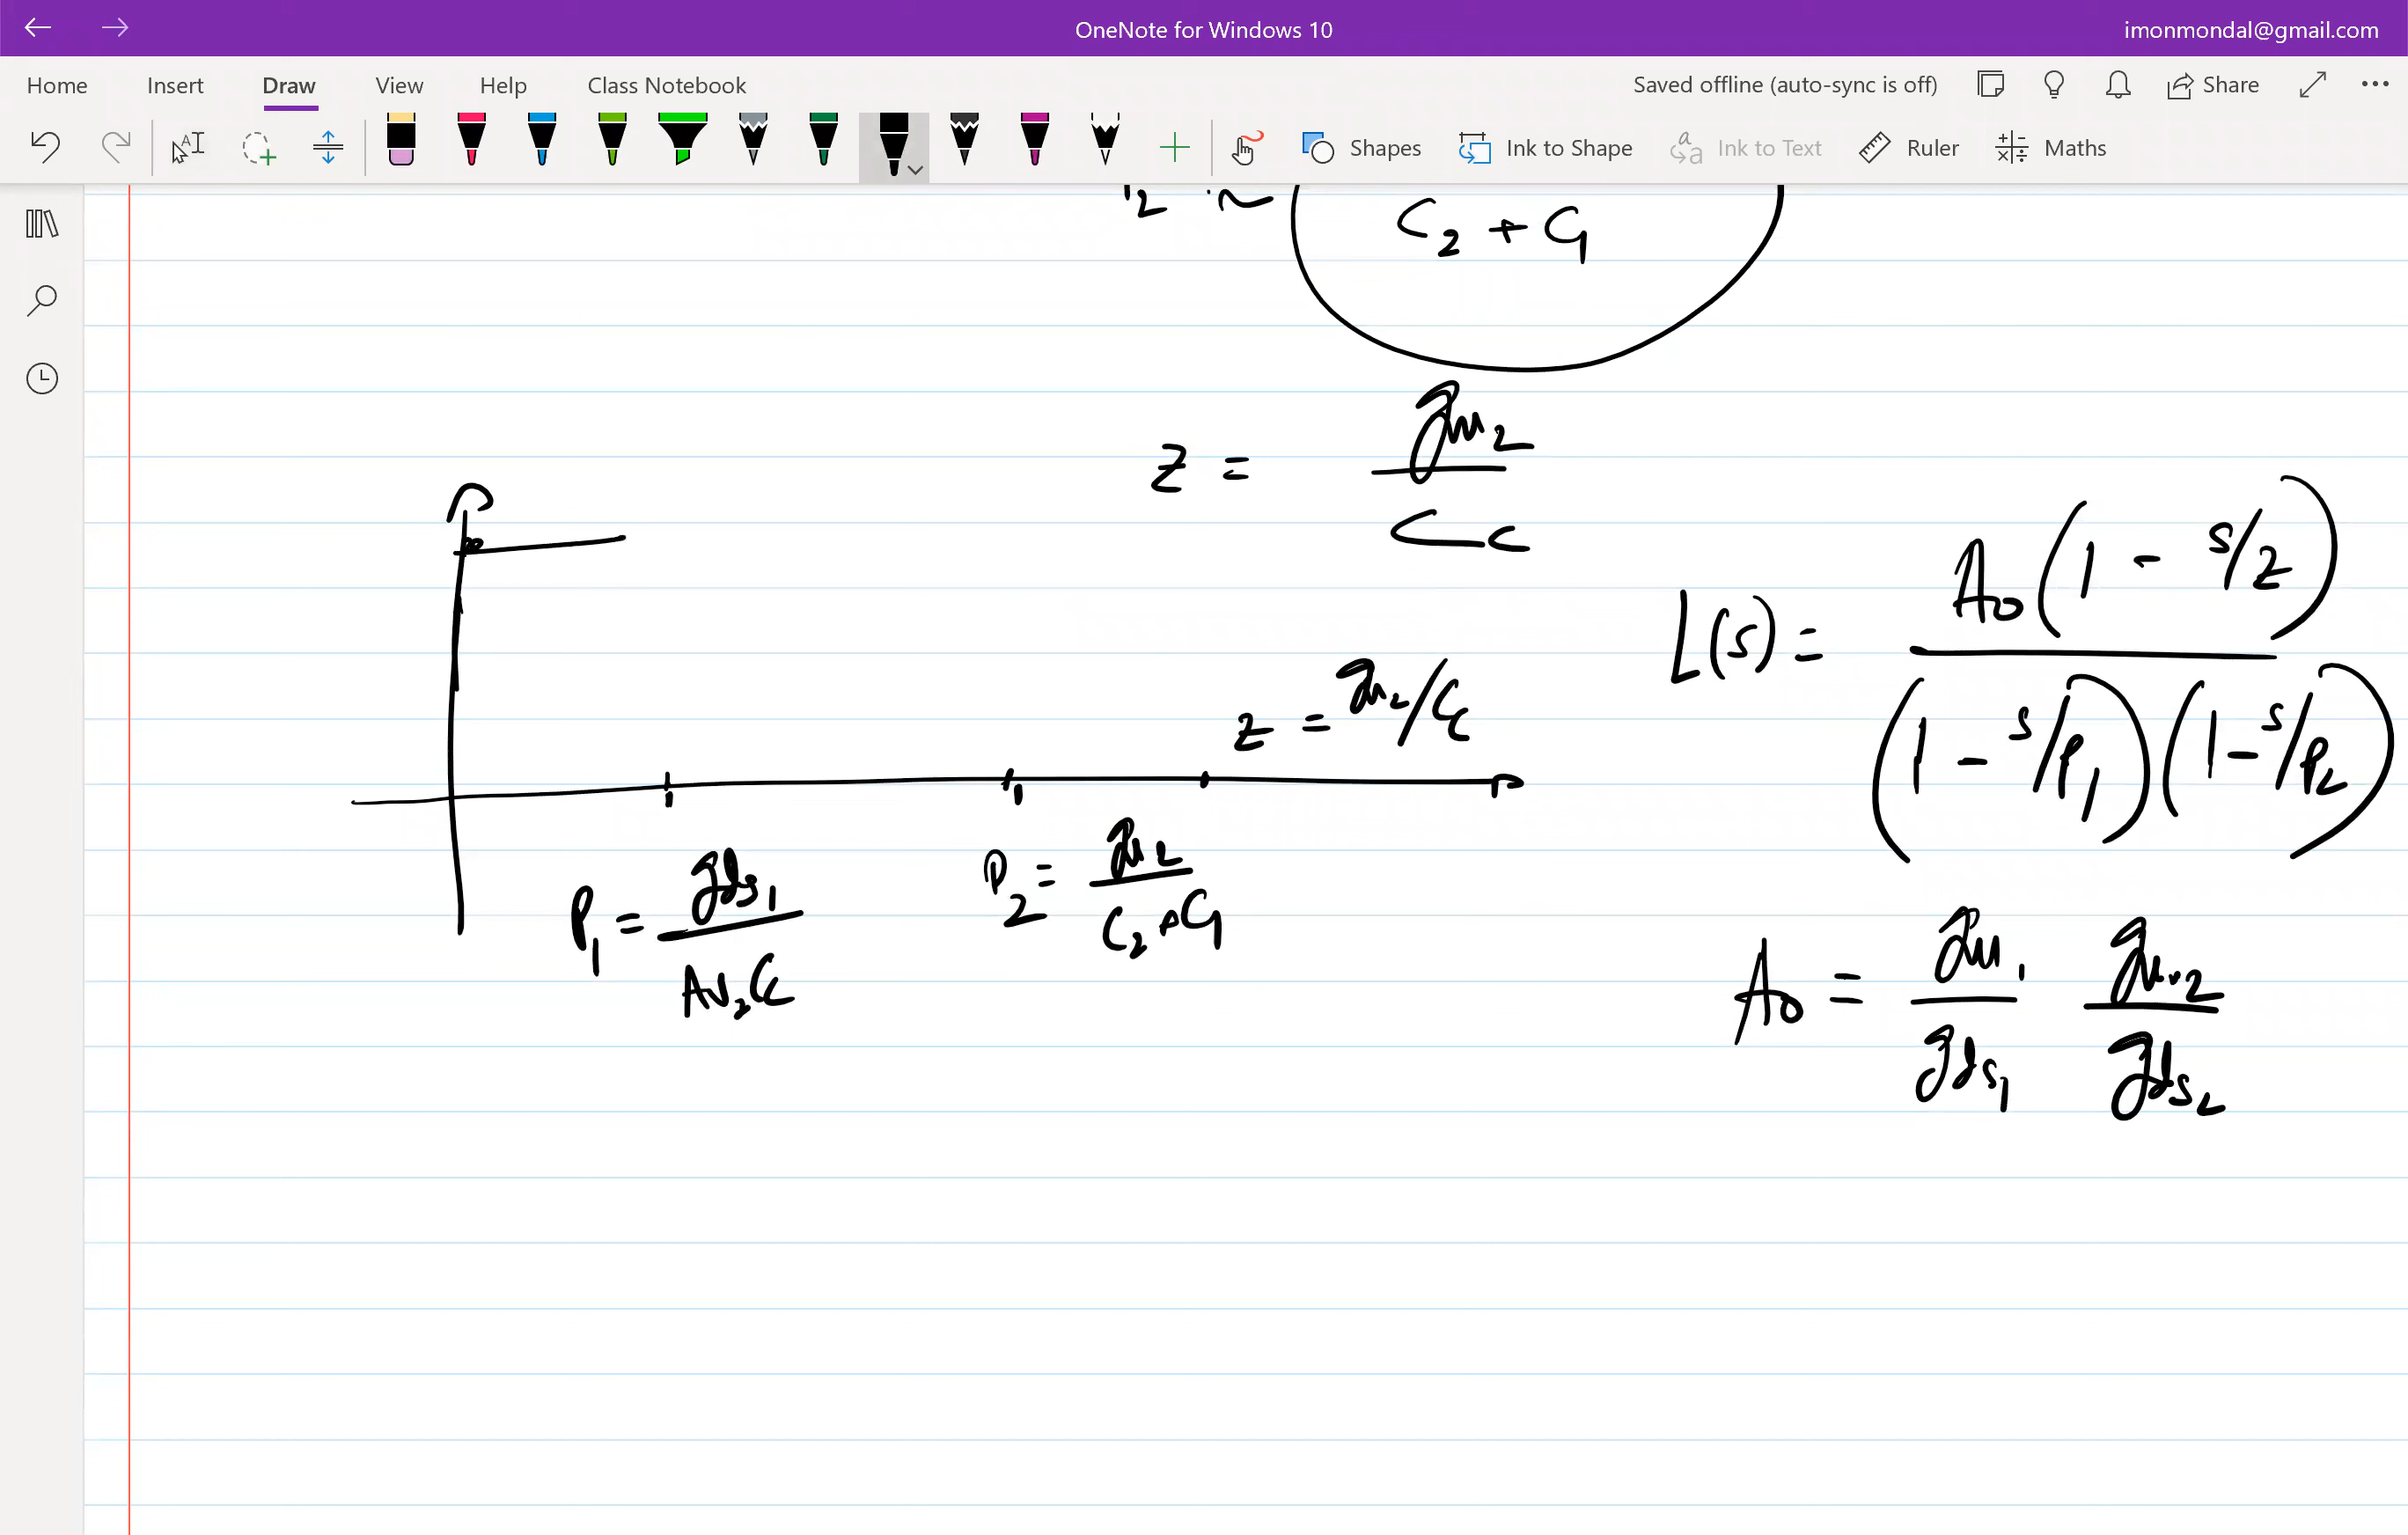 OneNote for Windows 10
imonmondal@gmail.com
Home Insert Draw View Help Class Notebook
Saved offline (auto-sync is off) Share
Shapes Ink to Shape Ink to Text Ruler Maths
C₂ + C₁
z = gm₂ / Cc
L(s) = A₀(1 - s/z) / (1 - s/p₁)(1 - s/p₂)
z = gm₂/Cc
P₁ = gds₁ / Av₂Cc
P₂ = gm₂ / C₂+C₁
A₀ = gm₁ / gds₁ gm₂ / gds₂